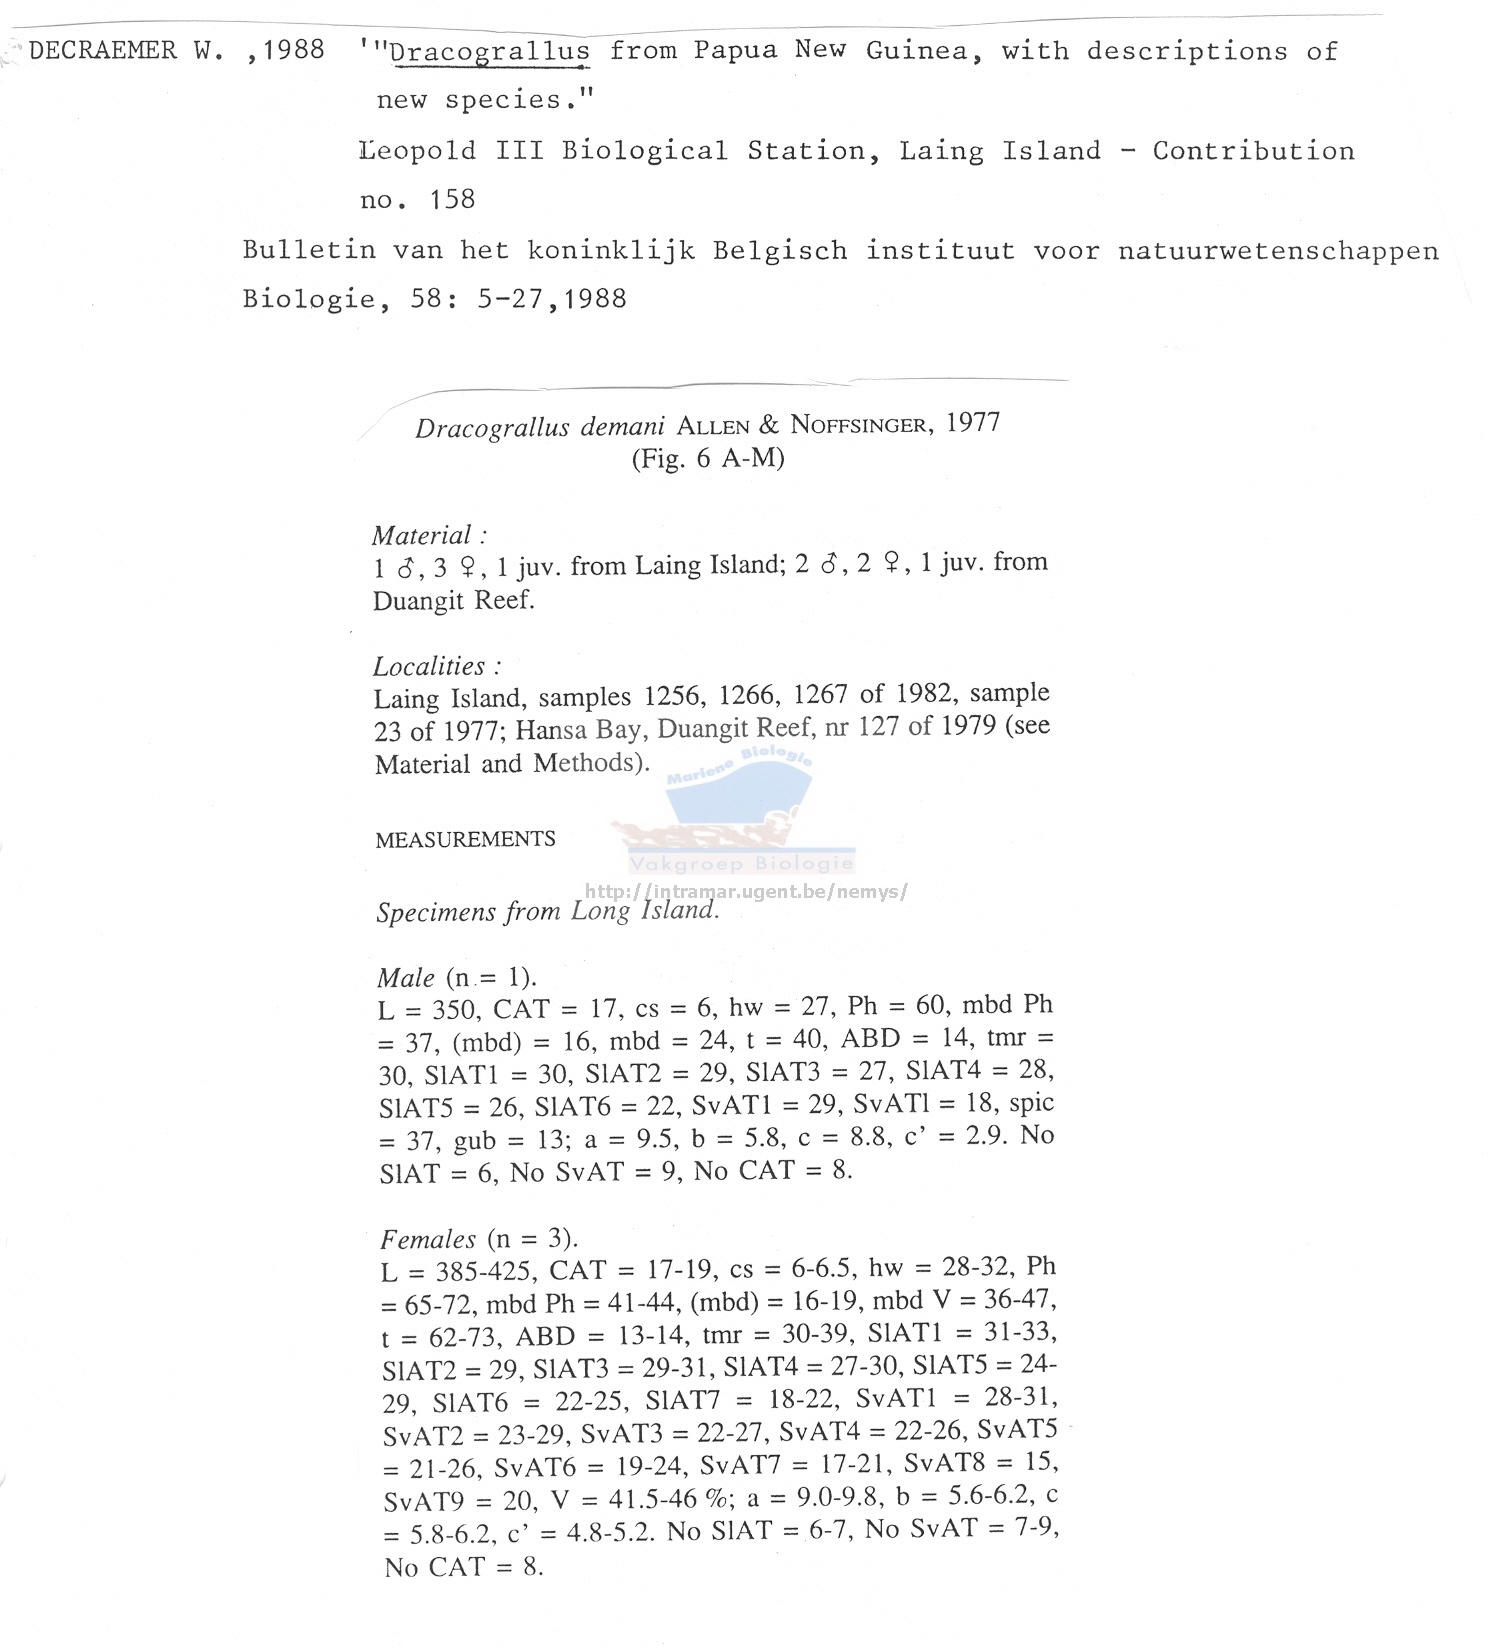 DECRAEMER W. ,1988 '"Dracograllus from Papua New Guinea, with descriptions of
new species."
Leopold III Biological Station, Laing Island - Contribution
no. 158
Bulletin van het koninklijk Belgisch instituut voor natuurwetenschappen
Biologie, 58: 5-27,1988
Dracograllus demani ALLEN & NOFFSINGER, 1977
(Fig. 6 A-M)
Material :
1 ♂, 3 ♀, 1 juv. from Laing Island; 2 ♂, 2 ♀, 1 juv. from
Duangit Reef.
Localities :
Laing Island, samples 1256, 1266, 1267 of 1982, sample
23 of 1977; Hansa Bay, Duangit Reef, nr 127 of 1979 (see
Material and Methods).
Mariene Biologie
MEASUREMENTS
Vakgroep Biologie
http://intramar.ugent.be/nemys/
Specimens from Long Island.
Male (n = 1).
L = 350, CAT = 17, cs = 6, hw = 27, Ph = 60, mbd Ph
= 37, (mbd) = 16, mbd = 24, t = 40, ABD = 14, tmr =
30, SlAT1 = 30, SlAT2 = 29, SlAT3 = 27, SlAT4 = 28,
SlAT5 = 26, SlAT6 = 22, SvAT1 = 29, SvATl = 18, spic
= 37, gub = 13; a = 9.5, b = 5.8, c = 8.8, c' = 2.9. No
SlAT = 6, No SvAT = 9, No CAT = 8.
Females (n = 3).
L = 385-425, CAT = 17-19, cs = 6-6.5, hw = 28-32, Ph
= 65-72, mbd Ph = 41-44, (mbd) = 16-19, mbd V = 36-47,
t = 62-73, ABD = 13-14, tmr = 30-39, SlAT1 = 31-33,
SlAT2 = 29, SlAT3 = 29-31, SlAT4 = 27-30, SlAT5 = 24-
29, SlAT6 = 22-25, SlAT7 = 18-22, SvAT1 = 28-31,
SvAT2 = 23-29, SvAT3 = 22-27, SvAT4 = 22-26, SvAT5
= 21-26, SvAT6 = 19-24, SvAT7 = 17-21, SvAT8 = 15,
SvAT9 = 20, V = 41.5-46 %; a = 9.0-9.8, b = 5.6-6.2, c
= 5.8-6.2, c' = 4.8-5.2. No SlAT = 6-7, No SvAT = 7-9,
No CAT = 8.